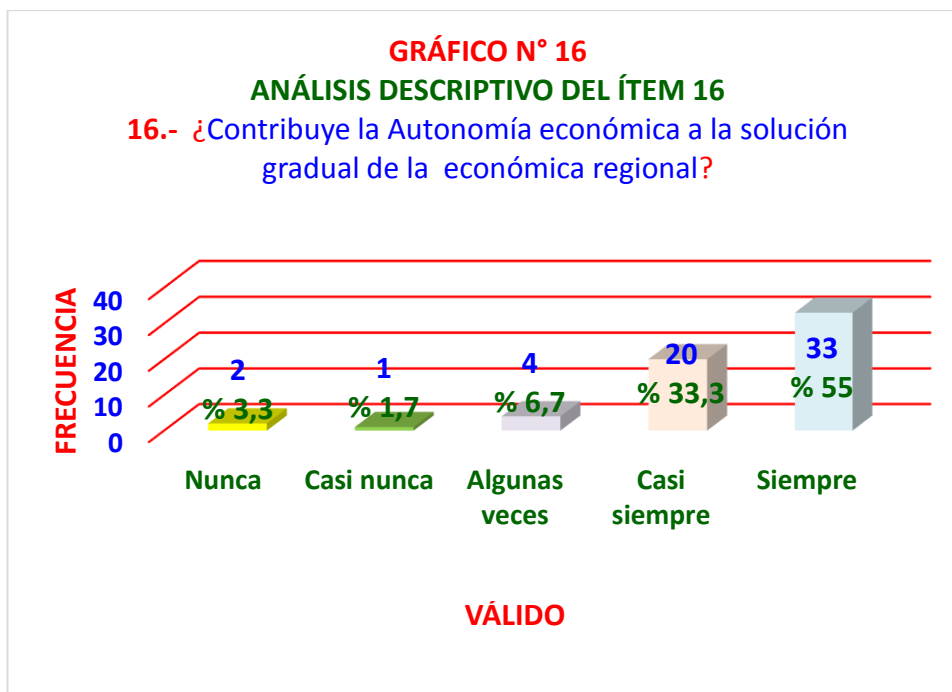 GRÁFICO N° 16
ANÁLISIS DESCRIPTIVO DEL ÍTEM 16
16.- ¿Contribuye la Autonomía económica a la solución
gradual de la económica regional?
FRECUENCIA
40
30
20
10
0
2
% 3,3
1
% 1,7
4
% 6,7
20
% 33,3
33
% 55
Nunca
Casi nunca
Algunas
veces
Casi
siempre
Siempre
VÁLIDO